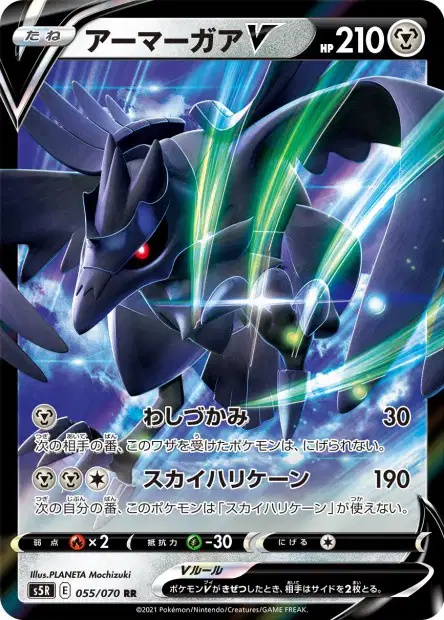 たね アーマーガアV HP 210
わしづかみ 30
次の相手の番、このワザを受けたポケモンは、にげられない。
スカイハリケーン 190
次の自分の番、このポケモンは「スカイハリケーン」が使えない。
弱点 ×2 抵抗力 -30 にげる
Illus.PLANETA Mochizuki
Vルール
s5R E 055/070 RR
ポケモンVがきぜつしたとき、相手はサイドを2枚とる。
©2021 Pokémon/Nintendo/Creatures/GAME FREAK.